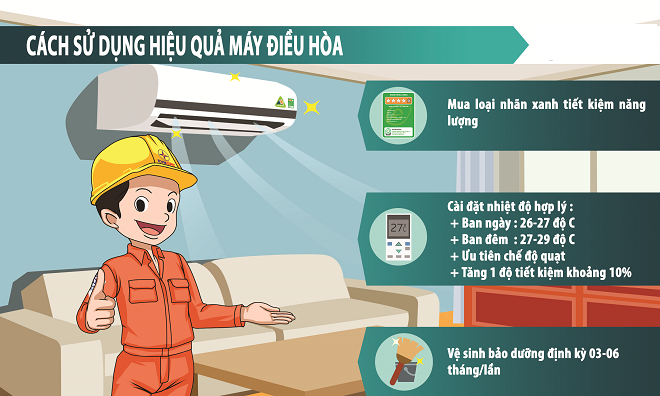 CÁCH SỬ DỤNG HIỆU QUẢ MÁY ĐIỀU HÒA
Mua loại nhãn xanh tiết kiệm năng
lượng
Cài đặt nhiệt độ hợp lý :
+ Ban ngày : 26-27 độ C
+ Ban đêm : 27-29 độ C
+ Ưu tiên chế độ quạt
+ Tăng 1 độ tiết kiệm khoảng 10%
Vệ sinh bảo dưỡng định kỳ 03-06
tháng/lần